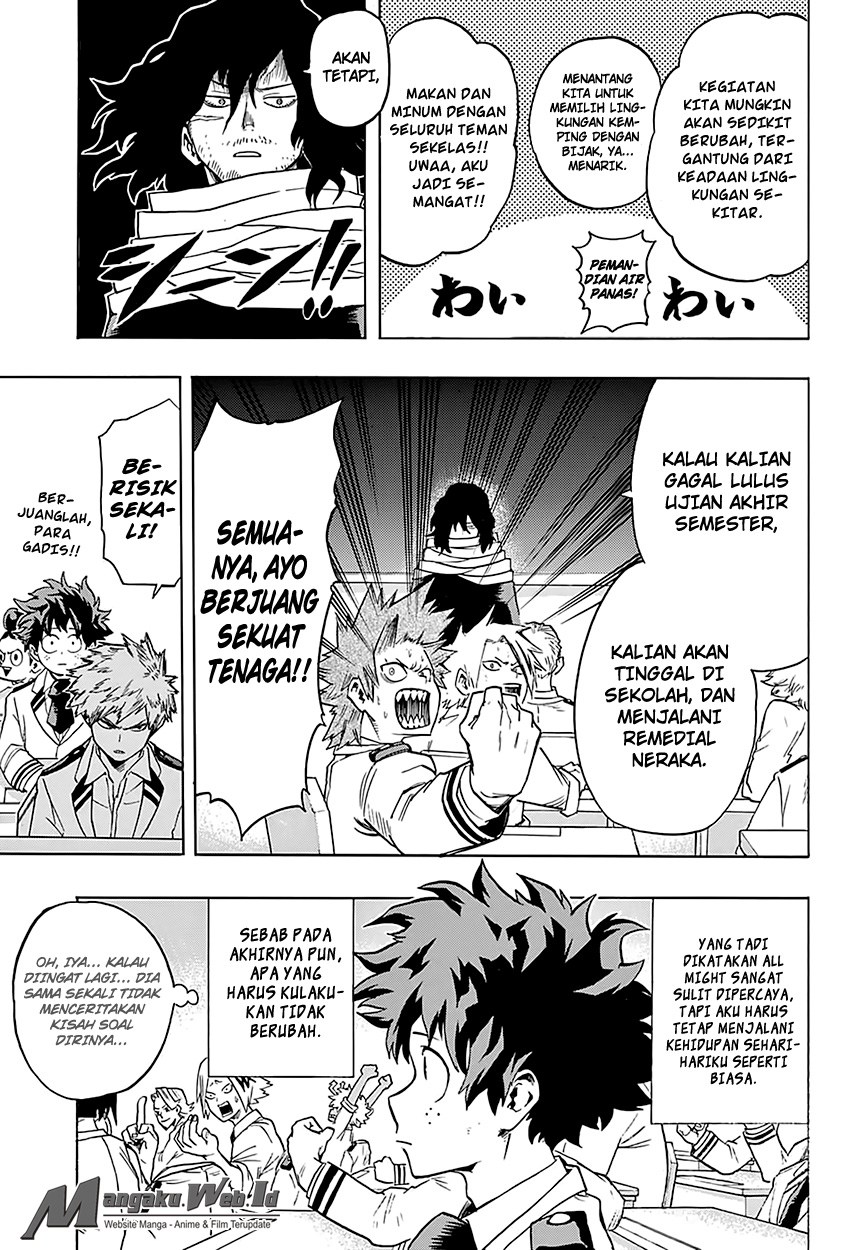 KEGIATAN
KITA MUNGKIN
AKAN SEDIKIT
BERUBAH, TER-
GANTUNG DARI
KEADAAN LING-
KUNGAN SE-
KITAR.
MENANTANG
KITA UNTUK
MEMILIH LING-
KUNGAN KEM-
PING DENGAN
BIJAK, YA...
MENARIK.
MAKAN DAN
MINUM DENGAN
SELURUH TEMAN
SEKELAS!!
UWAA, AKU
JADI SE-
MANGAT!!
わい
PEMAN-
DIAN AIR
PANAS!
わい
AKAN
TETAPI,
シーン!!
KALAU KALIAN
GAGAL LULUS
UJIAN AKHIR
SEMESTER,
KALIAN AKAN
TINGGAL DI
SEKOLAH, DAN
MENJALANI
REMEDIAL
NERAKA.
SEMUA-
NYA, AYO
BERJUANG
SEKUAT
TENAGA!!
BE-
RISIK
SEKA-
LI!
BER-
JUANGLAH,
PARA
GADIS!!
YANG TADI
DIKATAKAN ALL
MIGHT SANGAT
SULIT DIPERCAYA,
TAPI AKU HARUS
TETAP MENJALANI
KEHIDUPAN SEHARI-
HARIKU SEPERTI
BIASA.
SEBAB PADA
AKHIRNYA PUN,
APA YANG
HARUS KULAKU-
KAN TIDAK
BERUBAH.
OH, IYA... KALAU
DIINGAT LAGI... DIA
SAMA SEKALI TIDAK
MENCERITAKAN
KISAH SOAL
DIRINYA...
Mangaku.Web.Id
Website Manga - Anime & Film Terupdate